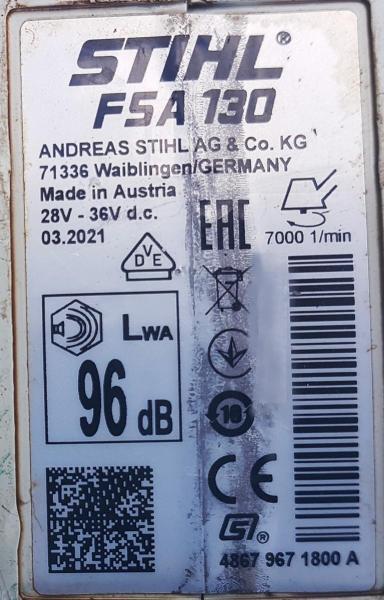 STIHL®
FSA 130
ANDREAS STIHL AG & Co. KG
71336 Waiblingen/GERMANY
Made in Austria
28V - 36V d.c.
03.2021
DVE
EAC
7000 1/min
LWA
96 dB
10
CE
®
4867 967 1800 A